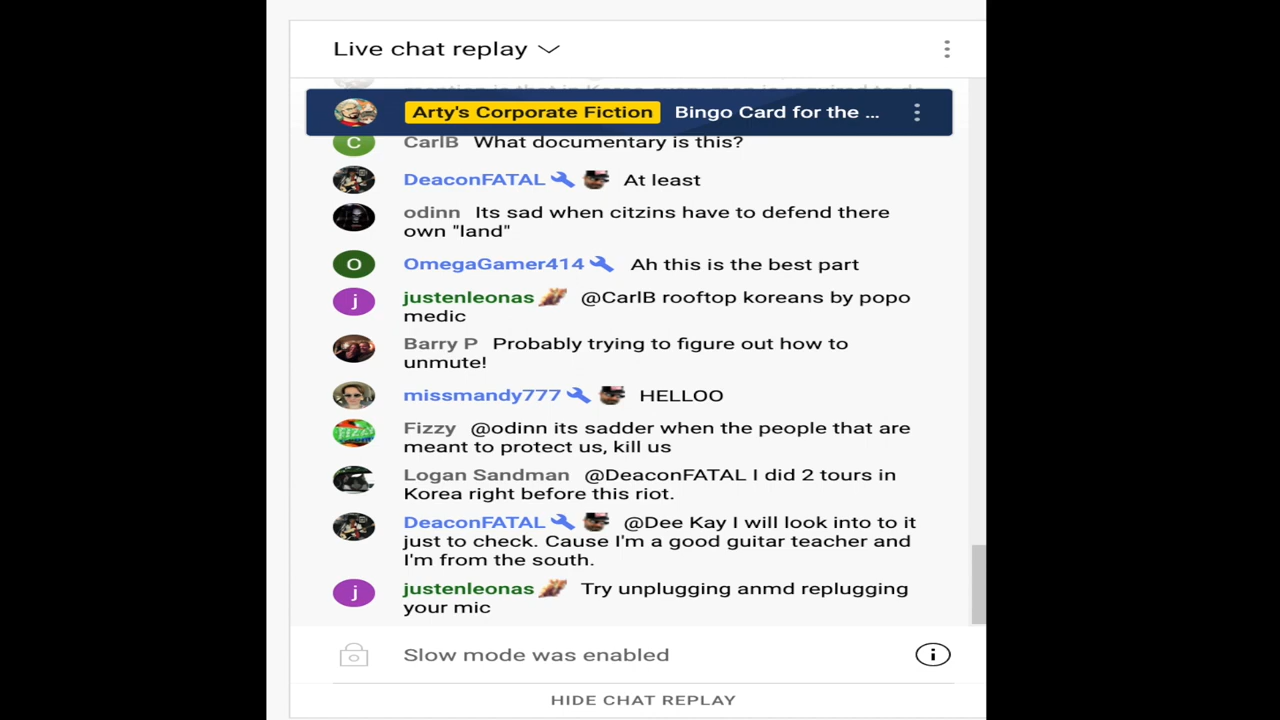 Live chat replay
Arty's Corporate Fiction Bingo Card for the ...
C CarlB What documentary is this?
DeaconFATAL At least
odinn Its sad when citzins have to defend there
own "land"
O OmegaGamer414 Ah this is the best part
j justenleonas @CarlB rooftop koreans by popo
medic
Barry P Probably trying to figure out how to
unmute!
missmandy777 HELLOO
Fizzy @odinn its sadder when the people that are
meant to protect us, kill us
Logan Sandman @DeaconFATAL I did 2 tours in
Korea right before this riot.
DeaconFATAL @Dee Kay I will look into to it
just to check. Cause I'm a good guitar teacher and
I'm from the south.
j justenleonas Try unplugging anmd replugging
your mic
Slow mode was enabled
HIDE CHAT REPLAY